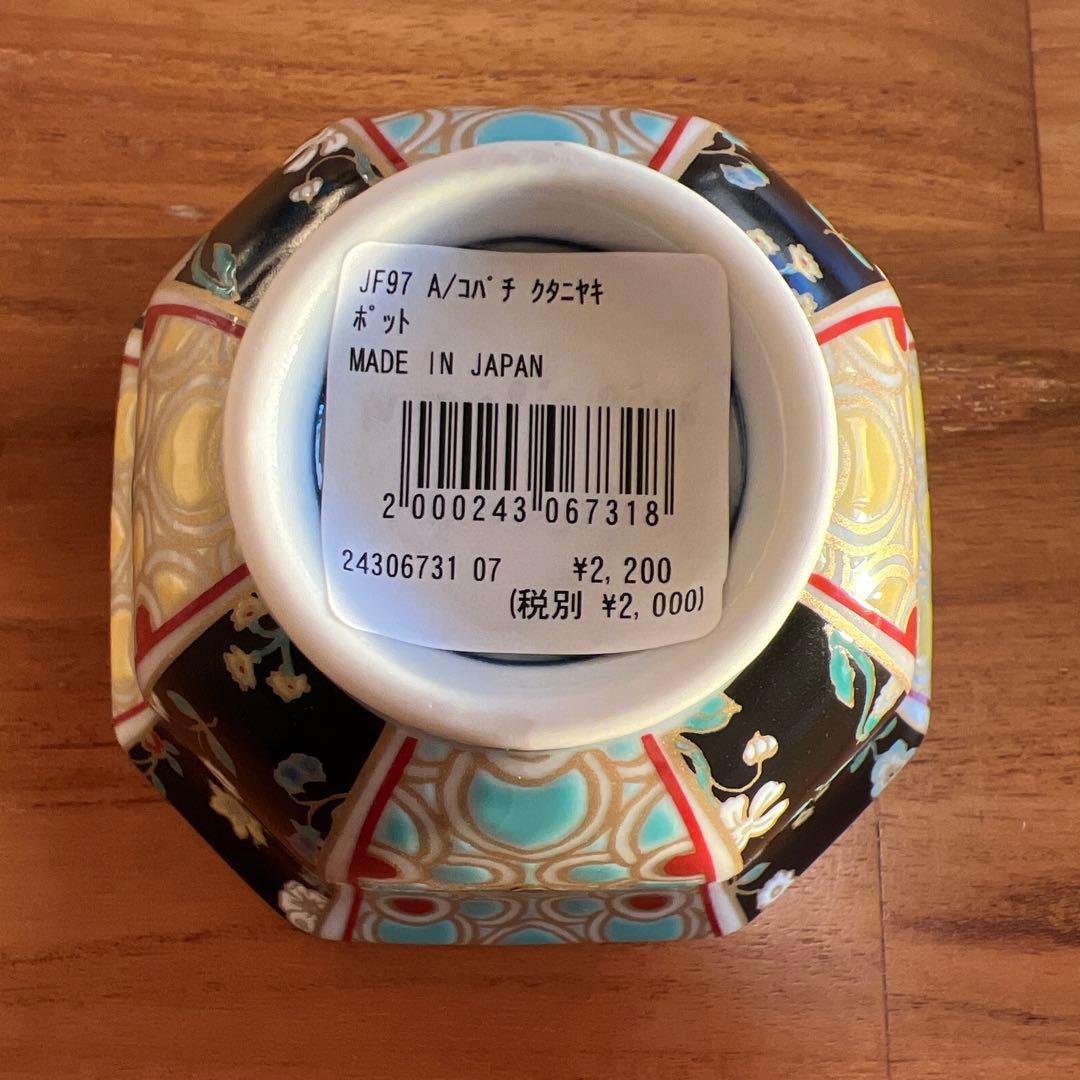 JF97 A/コバチ クタニヤキ
ポット
MADE IN JAPAN
2 000243 067318
24306731 07 ¥2,200
(税別 ¥2,000)